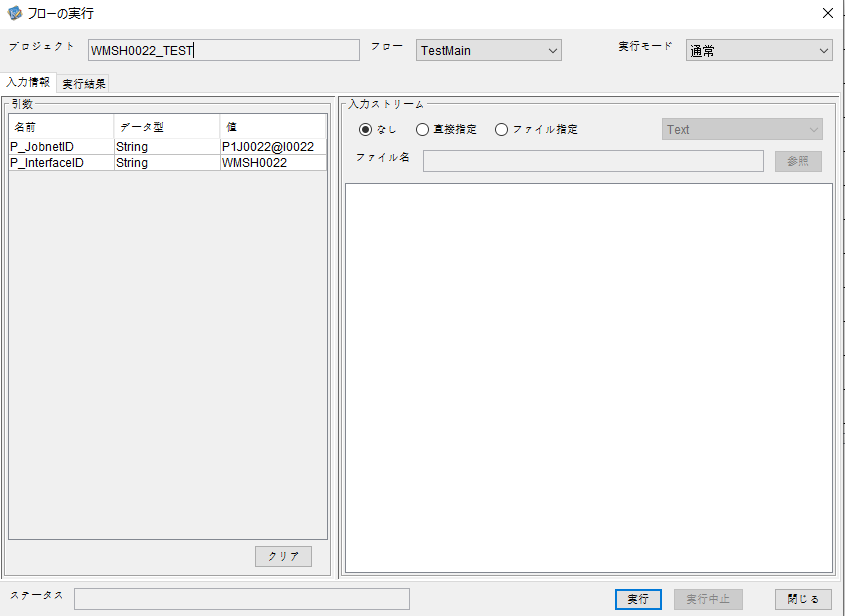 フローの実行
プロジェクト WMSH0022_TEST フロー TestMain 実行モード 通常
入力情報 実行結果
引数
名前 データ型 値
P_JobnetID String P1J0022@I0022
P_InterfaceID String WMSH0022
クリア
入力ストリーム
なし 直接指定 ファイル指定 Text
ファイル名 参照
ステータス 実行 実行中止 閉じる